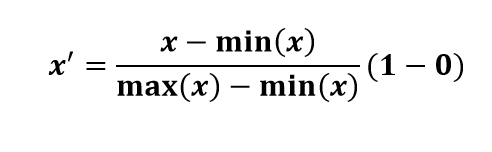 x′ = (x − min(x)) / (max(x) − min(x)) (1 − 0)